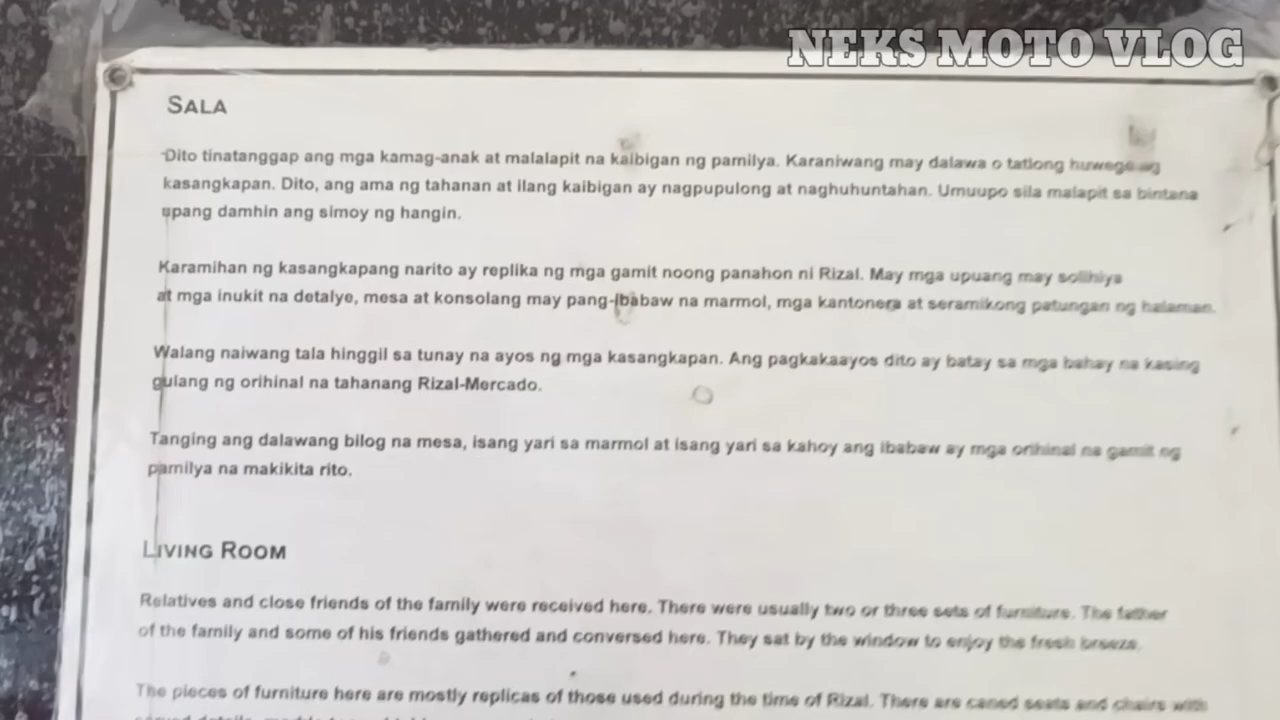 NEKS MOTO VLOG
SALA
Dito tinatanggap ang mga kamag-anak at malalapit na kaibigan ng pamilya. Karaniwang may dalawa o tatlong huwego ng
kasangkapan. Dito, ang ama ng tahanan at ilang kaibigan ay nagpupulong at naghuhuntahan. Umuupo sila malapit sa bintana
upang damhin ang simoy ng hangin.
Karamihan ng kasangkapang narito ay replika ng mga gamit noong panahon ni Rizal. May mga upuang may solihiya
at mga inukit na detalye, mesa at konsolang may pang-ibabaw na marmol, mga kantonera at seramikong patungan ng halaman.
Walang naiwang tala hinggil sa tunay na ayos ng mga kasangkapan. Ang pagkakaayos dito ay batay sa mga bahay na kasing
gulang ng orihinal na tahanang Rizal-Mercado.
Tanging ang dalawang bilog na mesa, isang yari sa marmol at isang yari sa kahoy ang ibabaw ay mga orihinal na gamit ng
pamilya na makikita rito.
LIVING ROOM
Relatives and close friends of the family were received here. There were usually two or three sets of furniture. The father
of the family and some of his friends gathered and conversed here. They sat by the window to enjoy the fresh breeze.
The pieces of furniture here are mostly replicas of those used during the time of Rizal. There are caned seats and chairs with